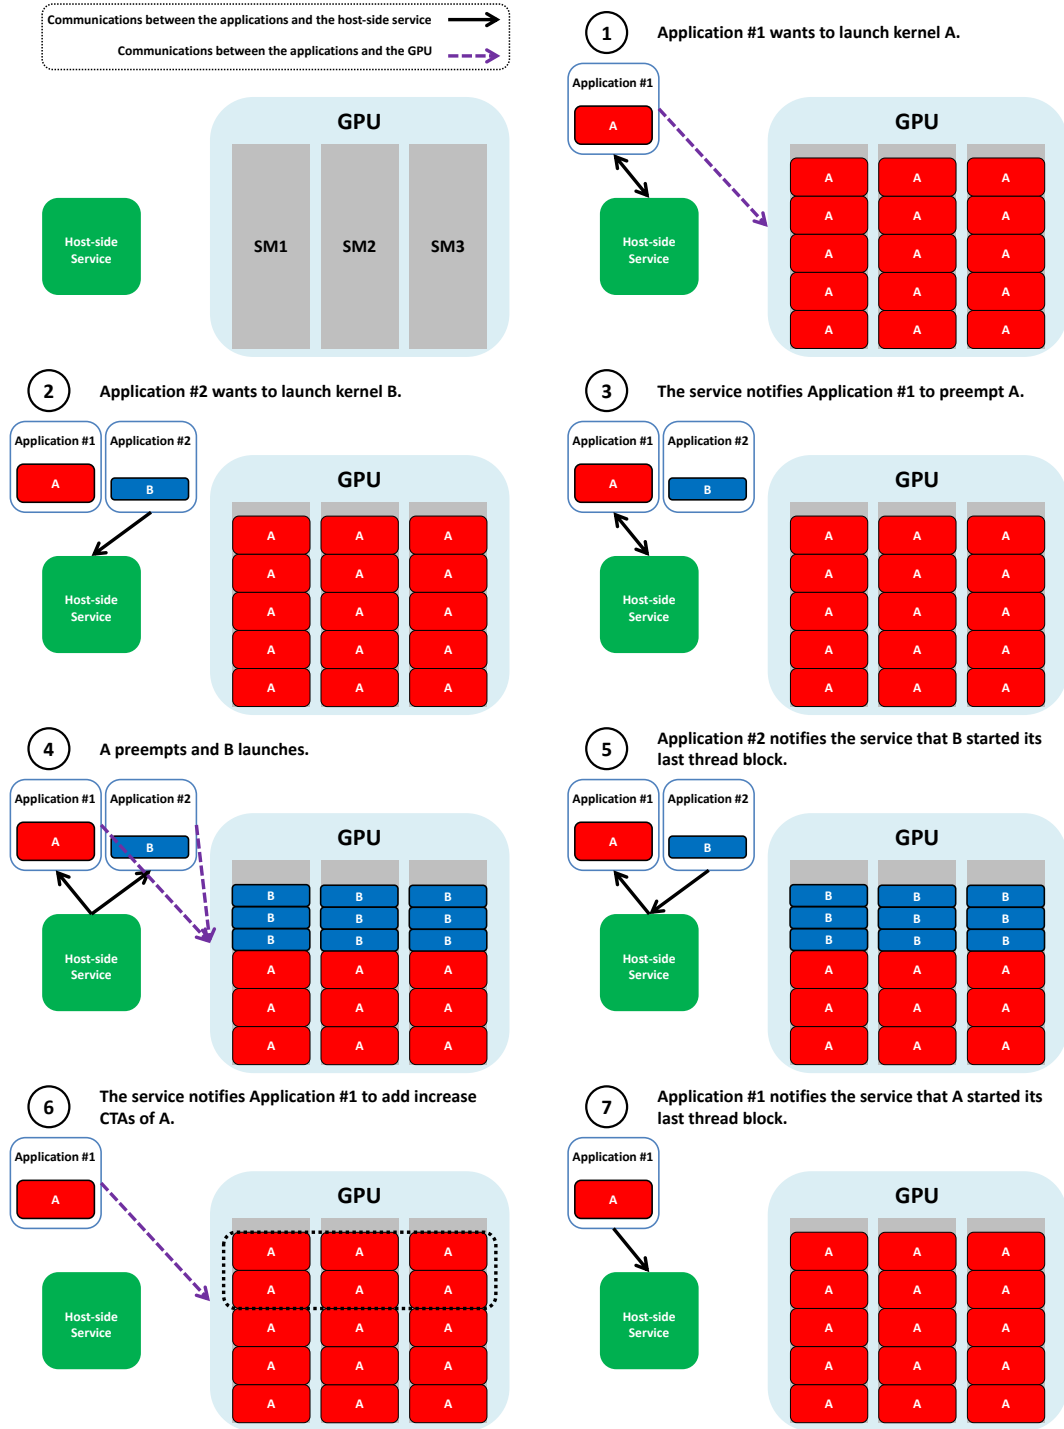 Communications between the applications and the host-side service
Communications between the applications and the GPU
GPU
SM1 SM2 SM3
Host-side
Service
1 Application #1 wants to launch kernel A.
Application #1
A
GPU
Host-side
Service
A A A
A A A
A A A
A A A
A A A
2 Application #2 wants to launch kernel B.
Application #1 Application #2
A B
GPU
Host-side
Service
A A A
A A A
A A A
A A A
A A A
3 The service notifies Application #1 to preempt A.
Application #1 Application #2
A B
GPU
Host-side
Service
A A A
A A A
A A A
A A A
A A A
4 A preempts and B launches.
Application #1 Application #2
A B
GPU
Host-side
Service
B B B
B B B
B B B
A A A
A A A
A A A
5 Application #2 notifies the service that B started its
last thread block.
Application #1 Application #2
A B
GPU
Host-side
Service
B B B
B B B
B B B
A A A
A A A
A A A
6 The service notifies Application #1 to add increase
CTAs of A.
Application #1
A
GPU
Host-side
Service
A A A
A A A
A A A
A A A
A A A
7 Application #1 notifies the service that A started its
last thread block.
Application #1
A
GPU
Host-side
Service
A A A
A A A
A A A
A A A
A A A